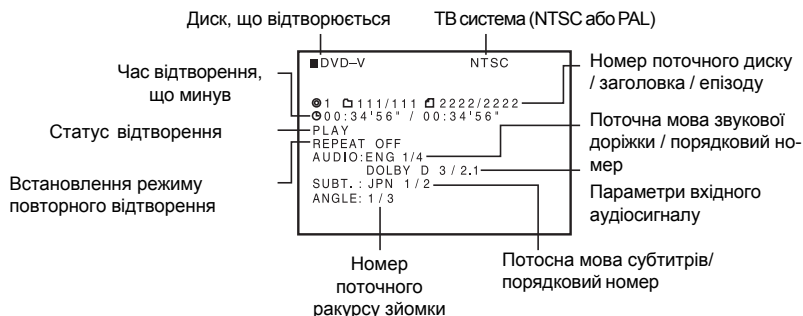 Диск, що відтворюється
ТВ система (NTSC або PAL)
Час відтворення,
що минув
Статус відтворення
Встановлення режиму
повторного відтворення
■DVD–V NTSC
1 111/111 2222/2222
00:34'56" / 00:34'56"
PLAY
REPEAT OFF
AUDIO:ENG 1/4
DOLBY D 3/2.1
SUBT.: JPN 1/2
ANGLE: 1/3
Номер поточного диску
/ заголовка / епізоду
Поточна мова звукової
доріжки / порядковий но-
мер
Параметри вхідного
аудіосигналу
Потосна мова субтитрів/
порядковий номер
Номер
поточного
ракурсу зйомки